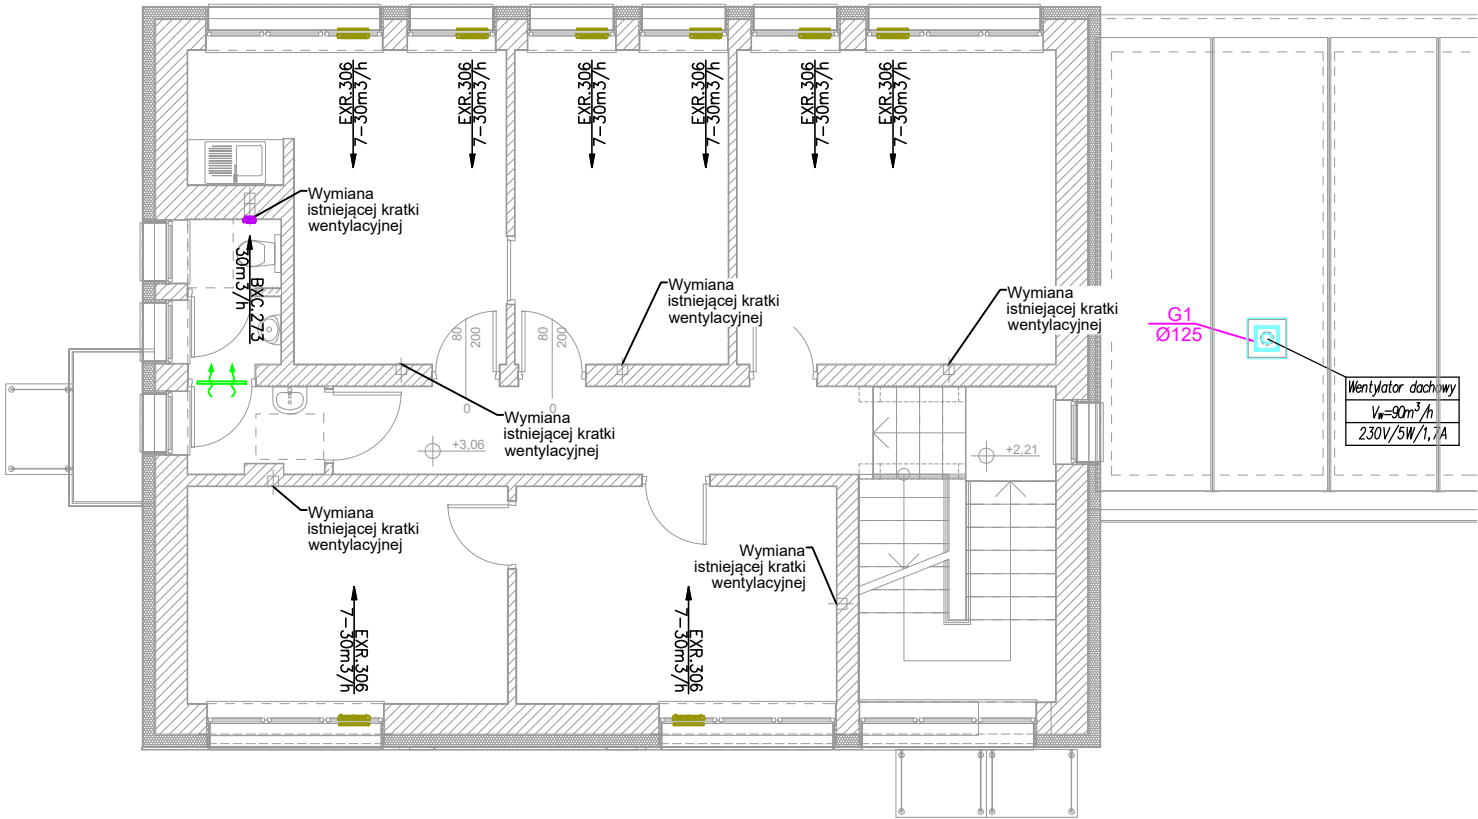 EXR.306
7-30m3/h
EXR.306
7-30m3/h
EXR.306
7-30m3/h
EXR.306
7-30m3/h
EXR.306
7-30m3/h
EXR.306
7-30m3/h
Wymiana
istniejącej kratki
wentylacyjnej
BXC.273
30m3/h
Wymiana
istniejącej kratki
wentylacyjnej
Wymiana
istniejącej kratki
wentylacyjnej
G1
Ø125
80
200
0
80
200
0
Wentylator dachowy
Vw=90m³/h
230V/5W/1,7A
Wymiana
istniejącej kratki
wentylacyjnej
+3,06
+2,21
Wymiana
istniejącej kratki
wentylacyjnej
Wymiana
istniejącej kratki
wentylacyjnej
EXR.306
7-30m3/h
EXR.306
7-30m3/h